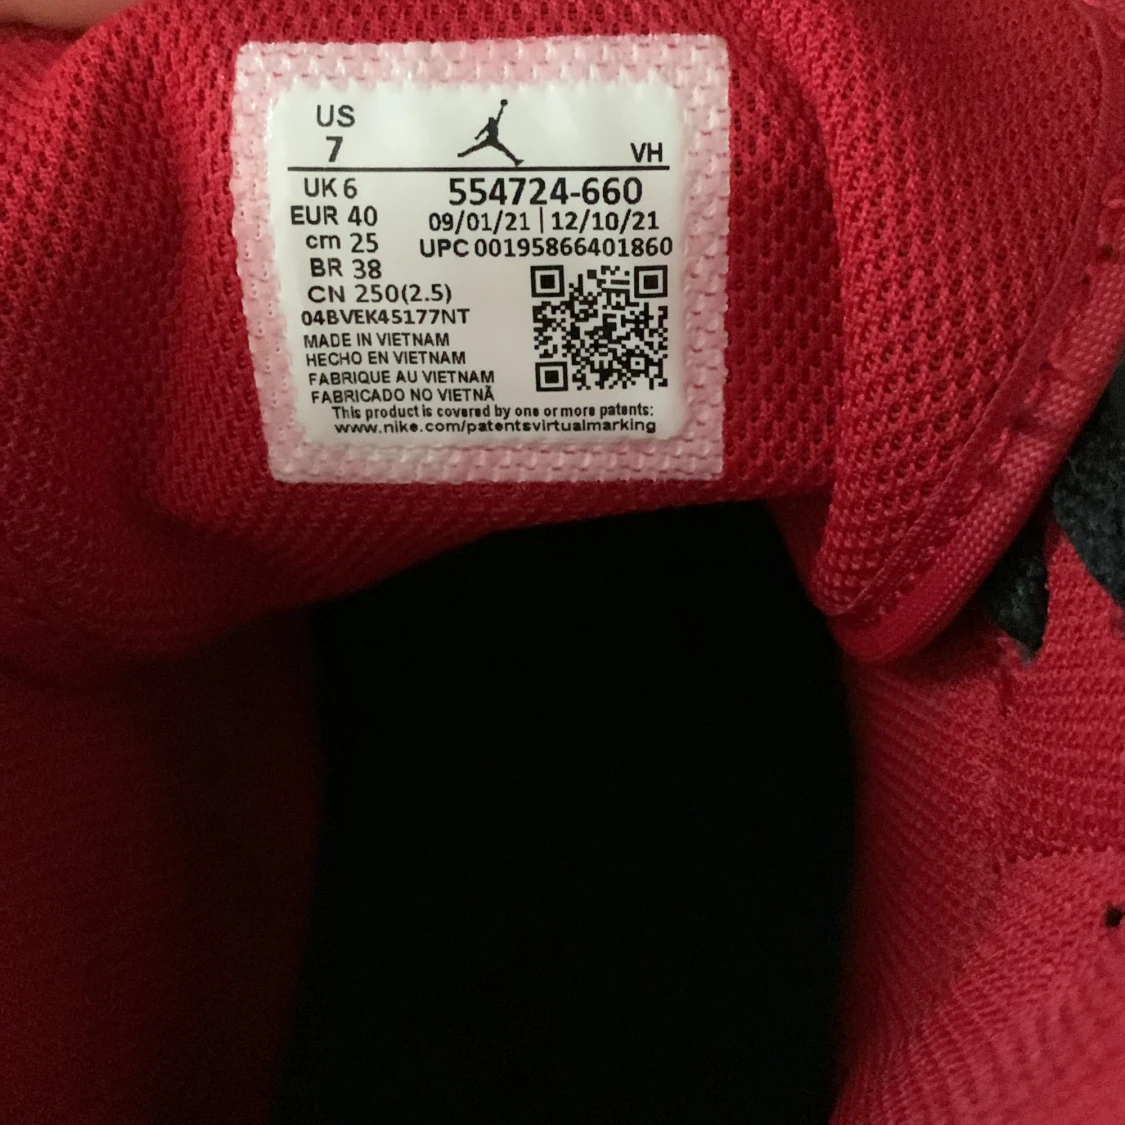 US
7
VH
UK 6
EUR 40
cm 25
BR 38
CN 250(2.5)
04BVEK45177NT
554724-660
09/01/21 | 12/10/21
UPC 00195866401860
MADE IN VIETNAM
HECHO EN VIETNAM
FABRIQUE AU VIETNAM
FABRICADO NO VIETNÃ
This product is covered by one or more patents:
www.nike.com/patentsvirtualmarking